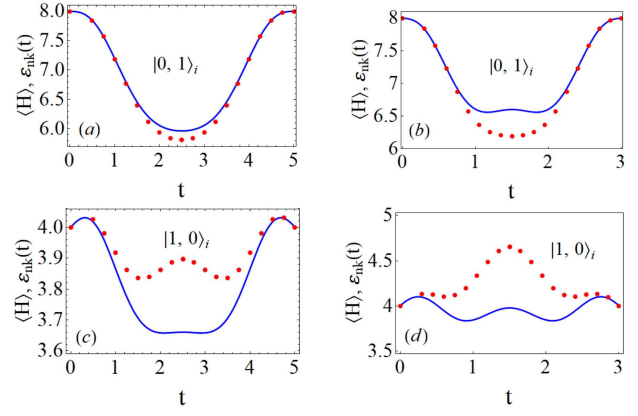 8.0
7.5
7.0
6.5
6.0
⟨H⟩, ε_nk(t)
|0, 1⟩_i
(a)
0 1 2 3 4 5
t
8
7.5
7
6.5
6
⟨H⟩, ε_nk(t)
|0, 1⟩_i
(b)
0 1 2 3
t
4.0
3.9
3.8
3.7
3.6
⟨H⟩, ε_nk(t)
|1, 0⟩_i
(c)
0 1 2 3 4 5
t
5
4.5
4
3.5
⟨H⟩, ε_nk(t)
|1, 0⟩_i
(d)
0 1 2 3
t